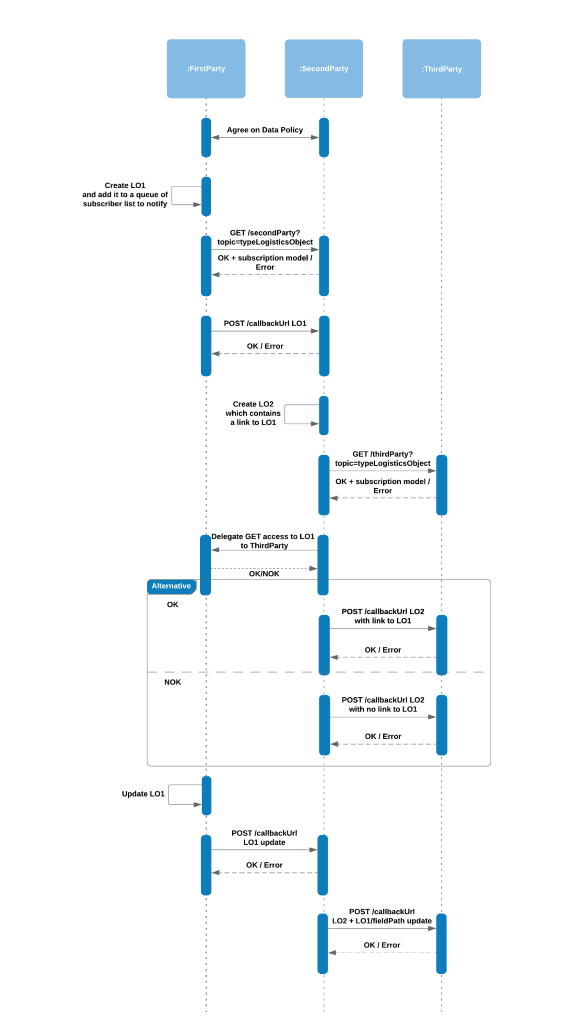 :FirstParty
:SecondParty
:ThirdParty
Agree on Data Policy
Create LO1
and add it to a queue of
subscriber list to notify
GET /secondParty?
topic=typeLogisticsObject
OK + subscription model /
Error
POST /callbackUrl LO1
OK / Error
Create LO2
which contains
a link to LO1
GET /thirdParty?
topic=typeLogisticsObject
OK + subscription model /
Error
Delegate GET access to LO1
to ThirdParty
OK/NOK
Alternative
OK
POST /callbackUrl LO2
with link to LO1
OK / Error
NOK
POST /callbackUrl LO2
with no link to LO1
OK / Error
Update LO1
POST /callbackUrl
LO1 update
OK / Error
POST /callbackUrl
LO2 + LO1/fieldPath update
OK / Error